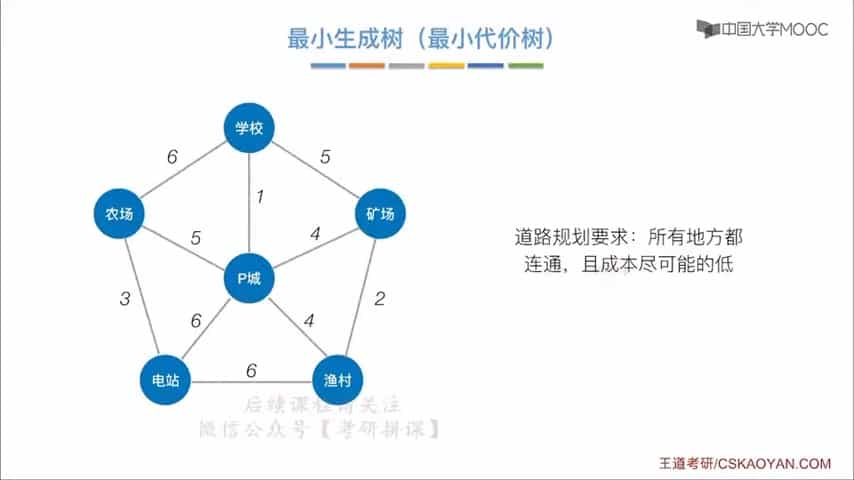 最小生成树（最小代价树）
中国大学MOOC
学校
6
5
1
农场
矿场
5
4
道路规划要求：所有地方都
连通，且成本尽可能的低
P城
3
2
6
4
电站
6
渔村
后续课程请关注
微信公众号【考研拼课】
王道考研/CSKAOYAN.COM